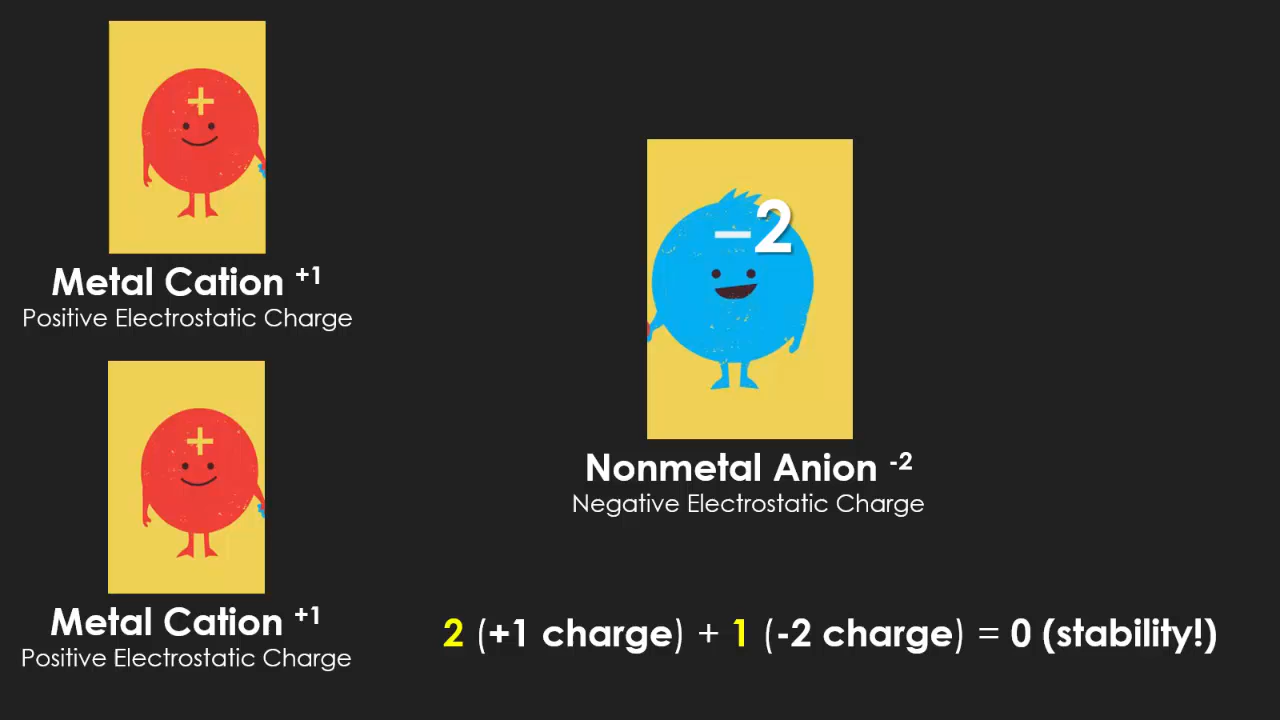 +
Metal Cation +1
Positive Electrostatic Charge
+
Metal Cation +1
Positive Electrostatic Charge
–2
Nonmetal Anion -2
Negative Electrostatic Charge
2 (+1 charge) + 1 (-2 charge) = 0 (stability!)